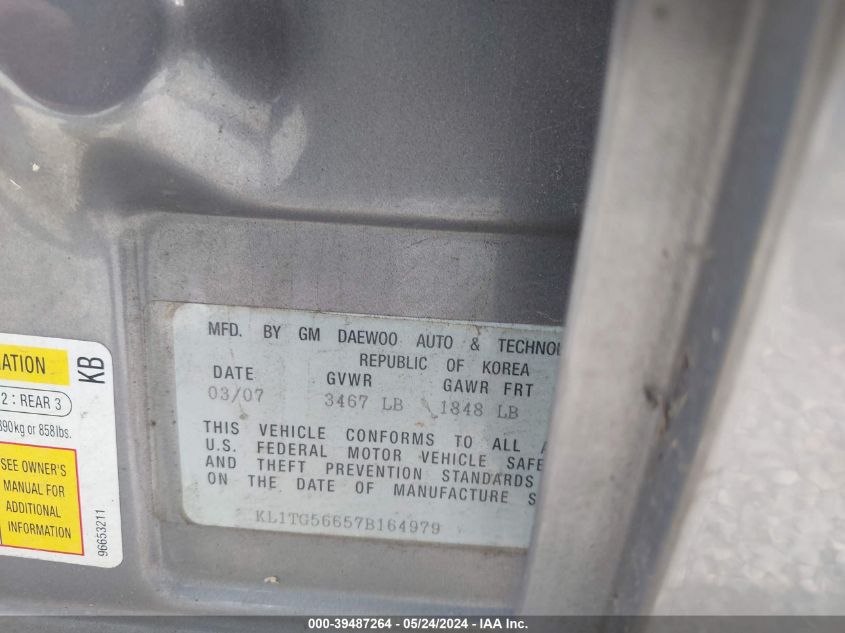 ATION
KB
2 : REAR 3
390kg or 858lbs.
SEE OWNER'S
MANUAL FOR
ADDITIONAL
INFORMATION
96653211
MFD. BY GM DAEWOO AUTO & TECHNOL
REPUBLIC OF KOREA
DATE GVWR GAWR FRT
03/07 3467 LB 1848 LB
THIS VEHICLE CONFORMS TO ALL A
U.S. FEDERAL MOTOR VEHICLE SAFE
AND THEFT PREVENTION STANDARDS
ON THE DATE OF MANUFACTURE S
KL1TG56657B164979
000-39487264 - 05/24/2024 - IAA Inc.